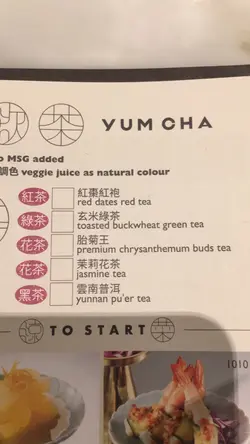 飲 茶 YUM CHA
o MSG added
調色 veggie juice as natural colour
紅茶 紅棗紅袍
red dates red tea
綠茶 玄米綠茶
toasted buckwheat green tea
花茶 胎菊王
premium chrysanthemum buds tea
花茶 茉莉花茶
jasmine tea
黑茶 雲南普洱
yunnan pu'er tea
TO START
1010